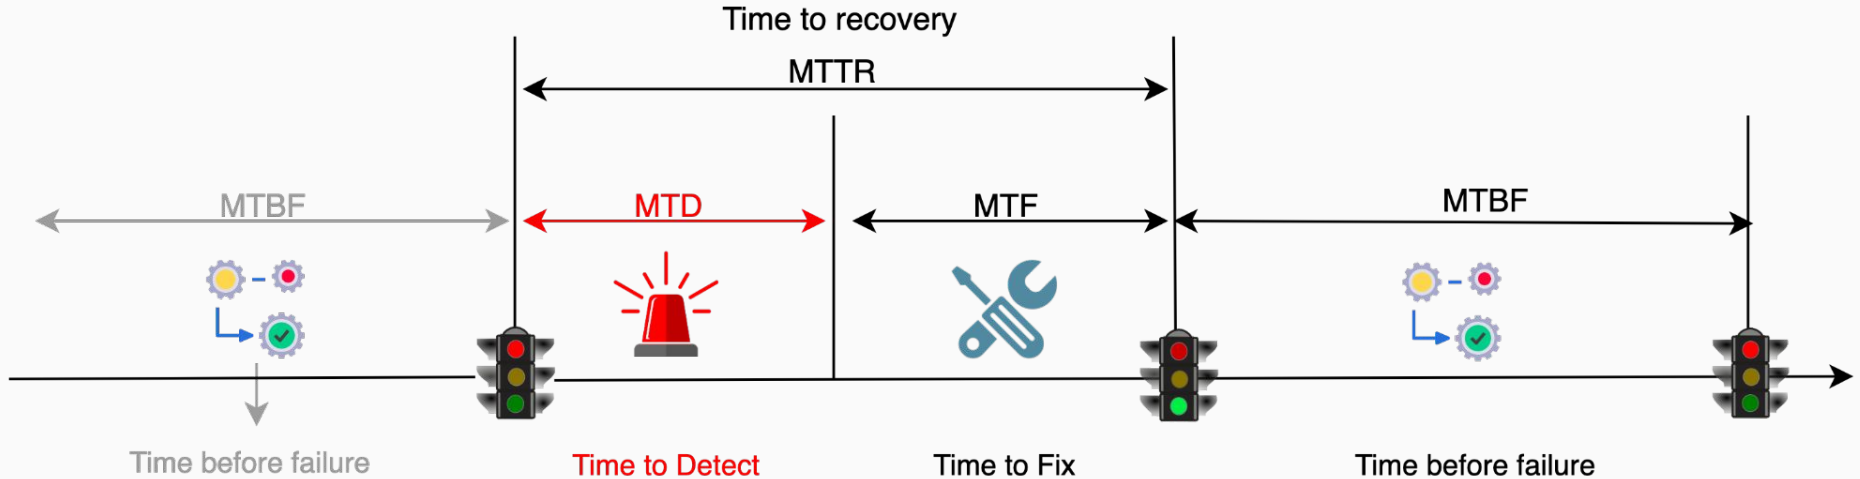 Time to recovery
MTTR
MTBF
MTD
MTF
MTBF
Time before failure
Time to Detect
Time to Fix
Time before failure